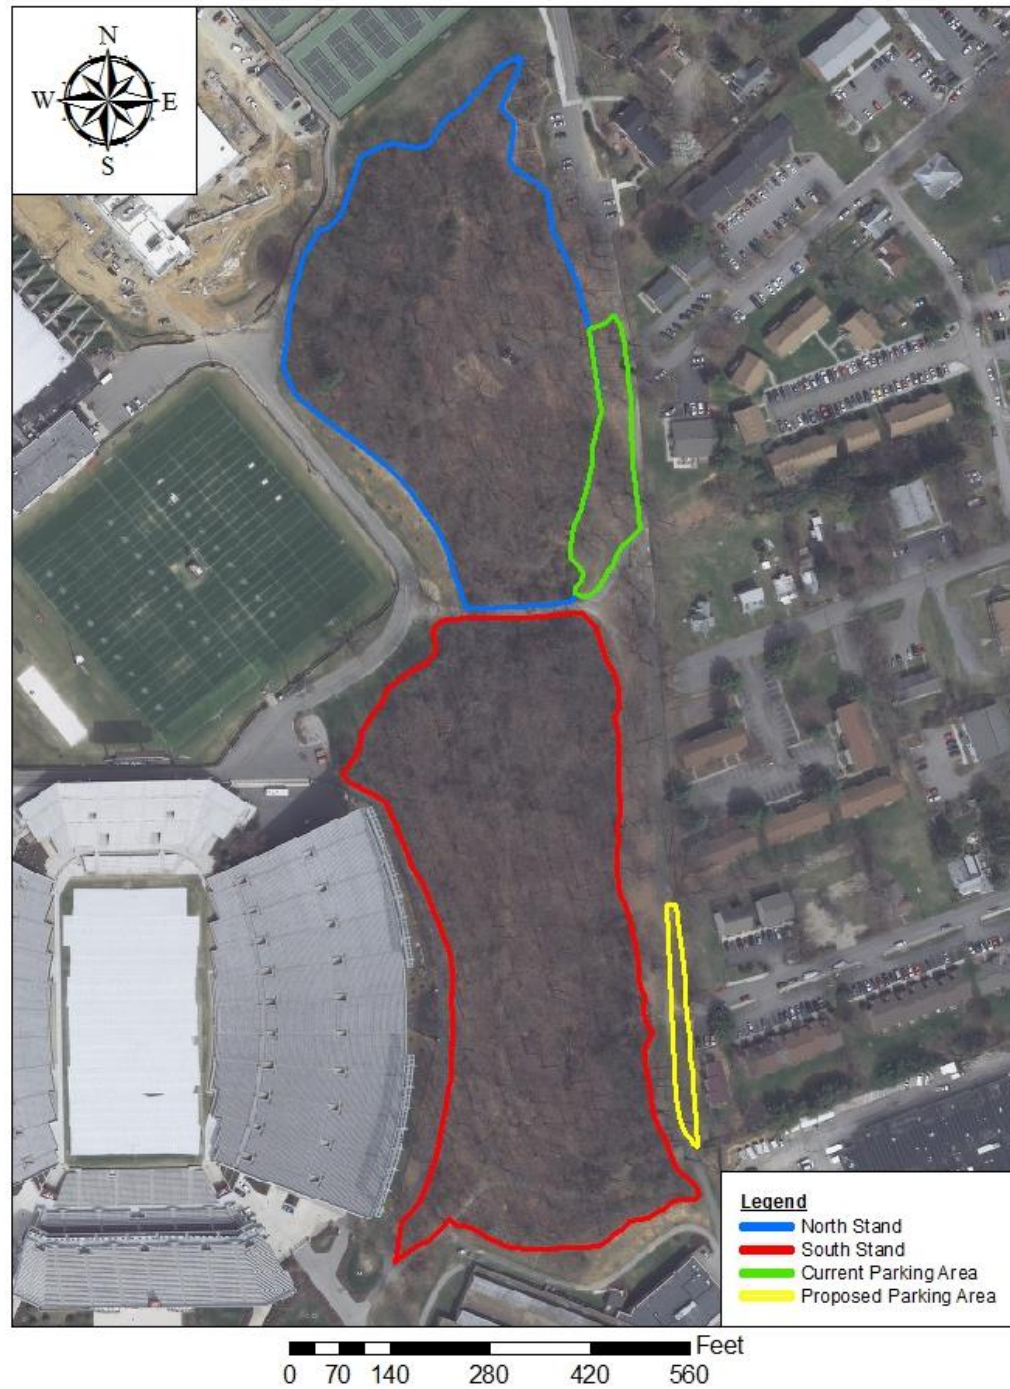 N
W E
S
Legend
North Stand
South Stand
Current Parking Area
Proposed Parking Area
Feet
0 70 140 280 420 560